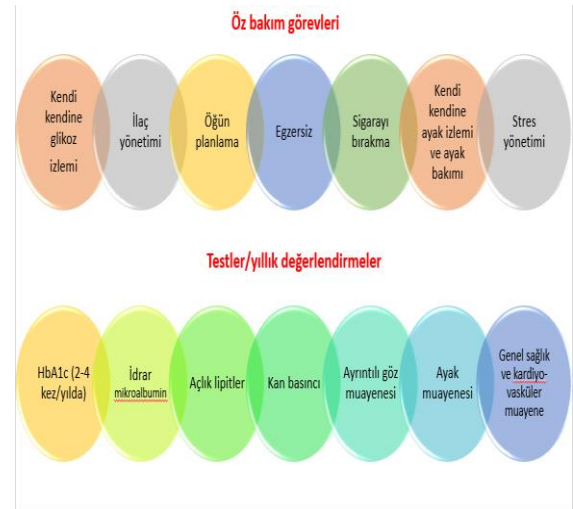 Öz bakım görevleri
Kendi
kendine
glikoz
izlemi
İlaç
yönetimi
Öğün
planlama
Egzersiz
Sigarayı
bırakma
Kendi
kendine
ayak izlemi
ve ayak
bakımı
Stres
yönetimi
Testler/yıllık değerlendirmeler
HbA1c (2-4
kez/yılda)
İdrar
mikroalbumin
Açlık lipitler
Kan basıncı
Ayrıntılı göz
muayenesi
Ayak
muayenesi
Genel sağlık
ve kardiyo-
vasküler
muayene